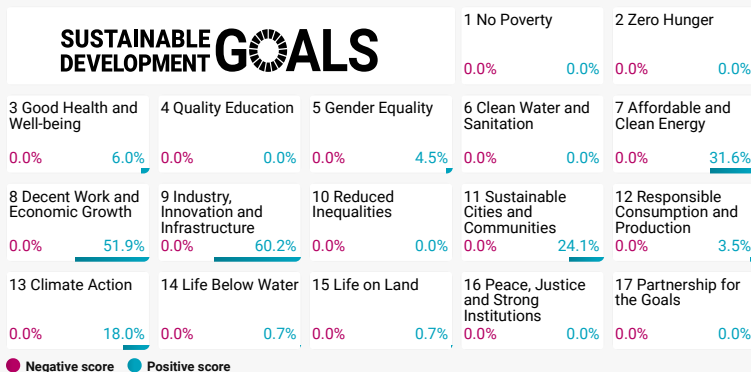 SUSTAINABLE
DEVELOPMENT
GOALS
1 No Poverty
0.0% 0.0%
2 Zero Hunger
0.0% 0.0%
3 Good Health and
Well-being
0.0% 6.0%
4 Quality Education
0.0% 0.0%
5 Gender Equality
0.0% 4.5%
6 Clean Water and
Sanitation
0.0% 0.0%
7 Affordable and
Clean Energy
0.0% 31.6%
8 Decent Work and
Economic Growth
0.0% 51.9%
9 Industry,
Innovation and
Infrastructure
0.0% 60.2%
10 Reduced
Inequalities
0.0% 0.0%
11 Sustainable
Cities and
Communities
0.0% 24.1%
12 Responsible
Consumption and
Production
0.0% 3.5%
13 Climate Action
0.0% 18.0%
14 Life Below Water
0.0% 0.7%
15 Life on Land
0.0% 0.7%
16 Peace, Justice
and Strong
Institutions
0.0% 0.0%
17 Partnership for
the Goals
0.0% 0.0%
Negative score Positive score